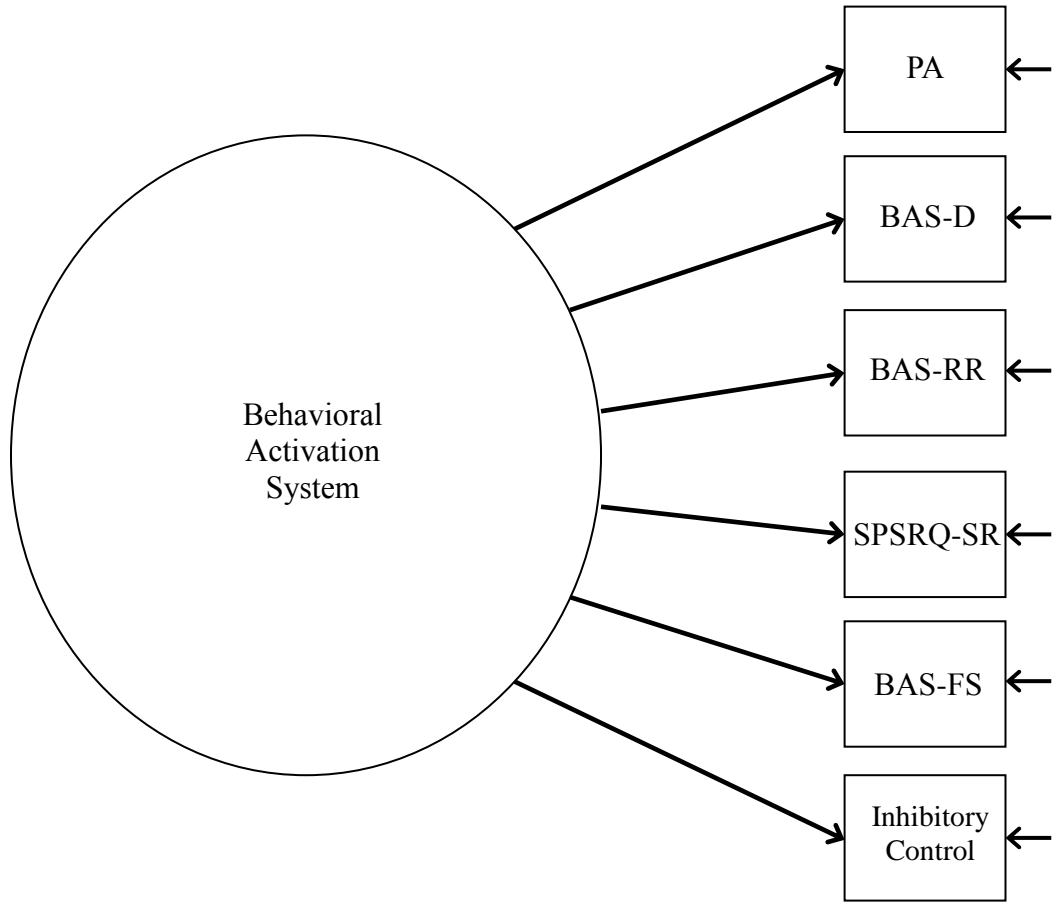 PA
BAS-D
BAS-RR
Behavioral
Activation
System
SPSRQ-SR
BAS-FS
Inhibitory
Control